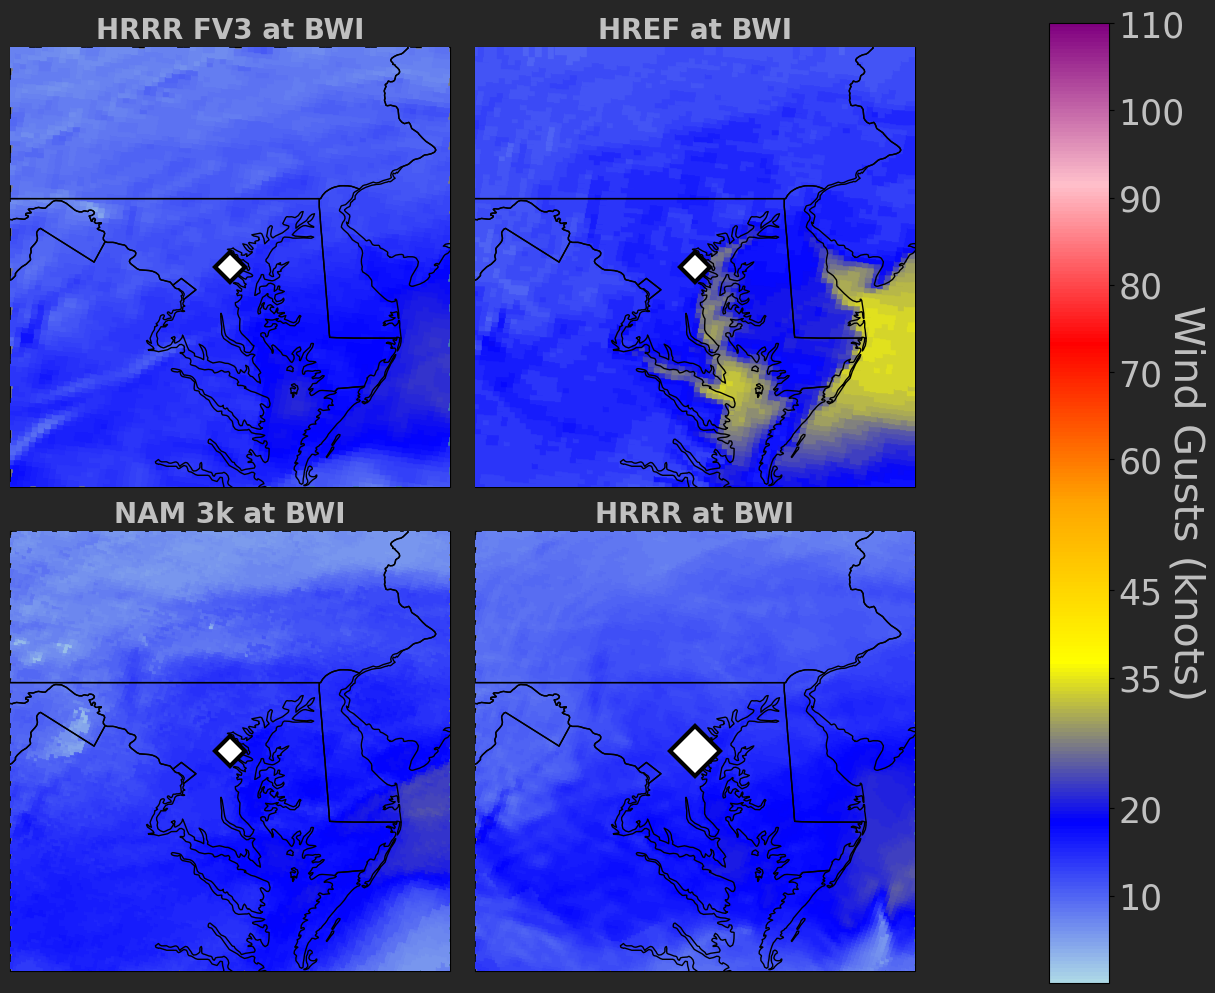 HRRR FV3 at BWI
HREF at BWI
NAM 3k at BWI
HRRR at BWI
110
100
90
80
70
60
45
35
20
10
Wind Gusts (knots)